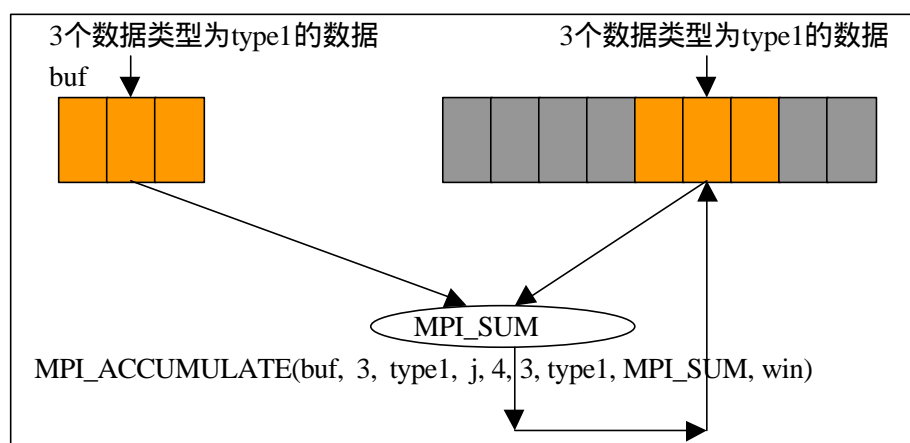 3个数据类型为type1的数据
3个数据类型为type1的数据
buf
MPI_SUM
MPI_ACCUMULATE(buf, 3, type1, j, 4, 3, type1, MPI_SUM, win)